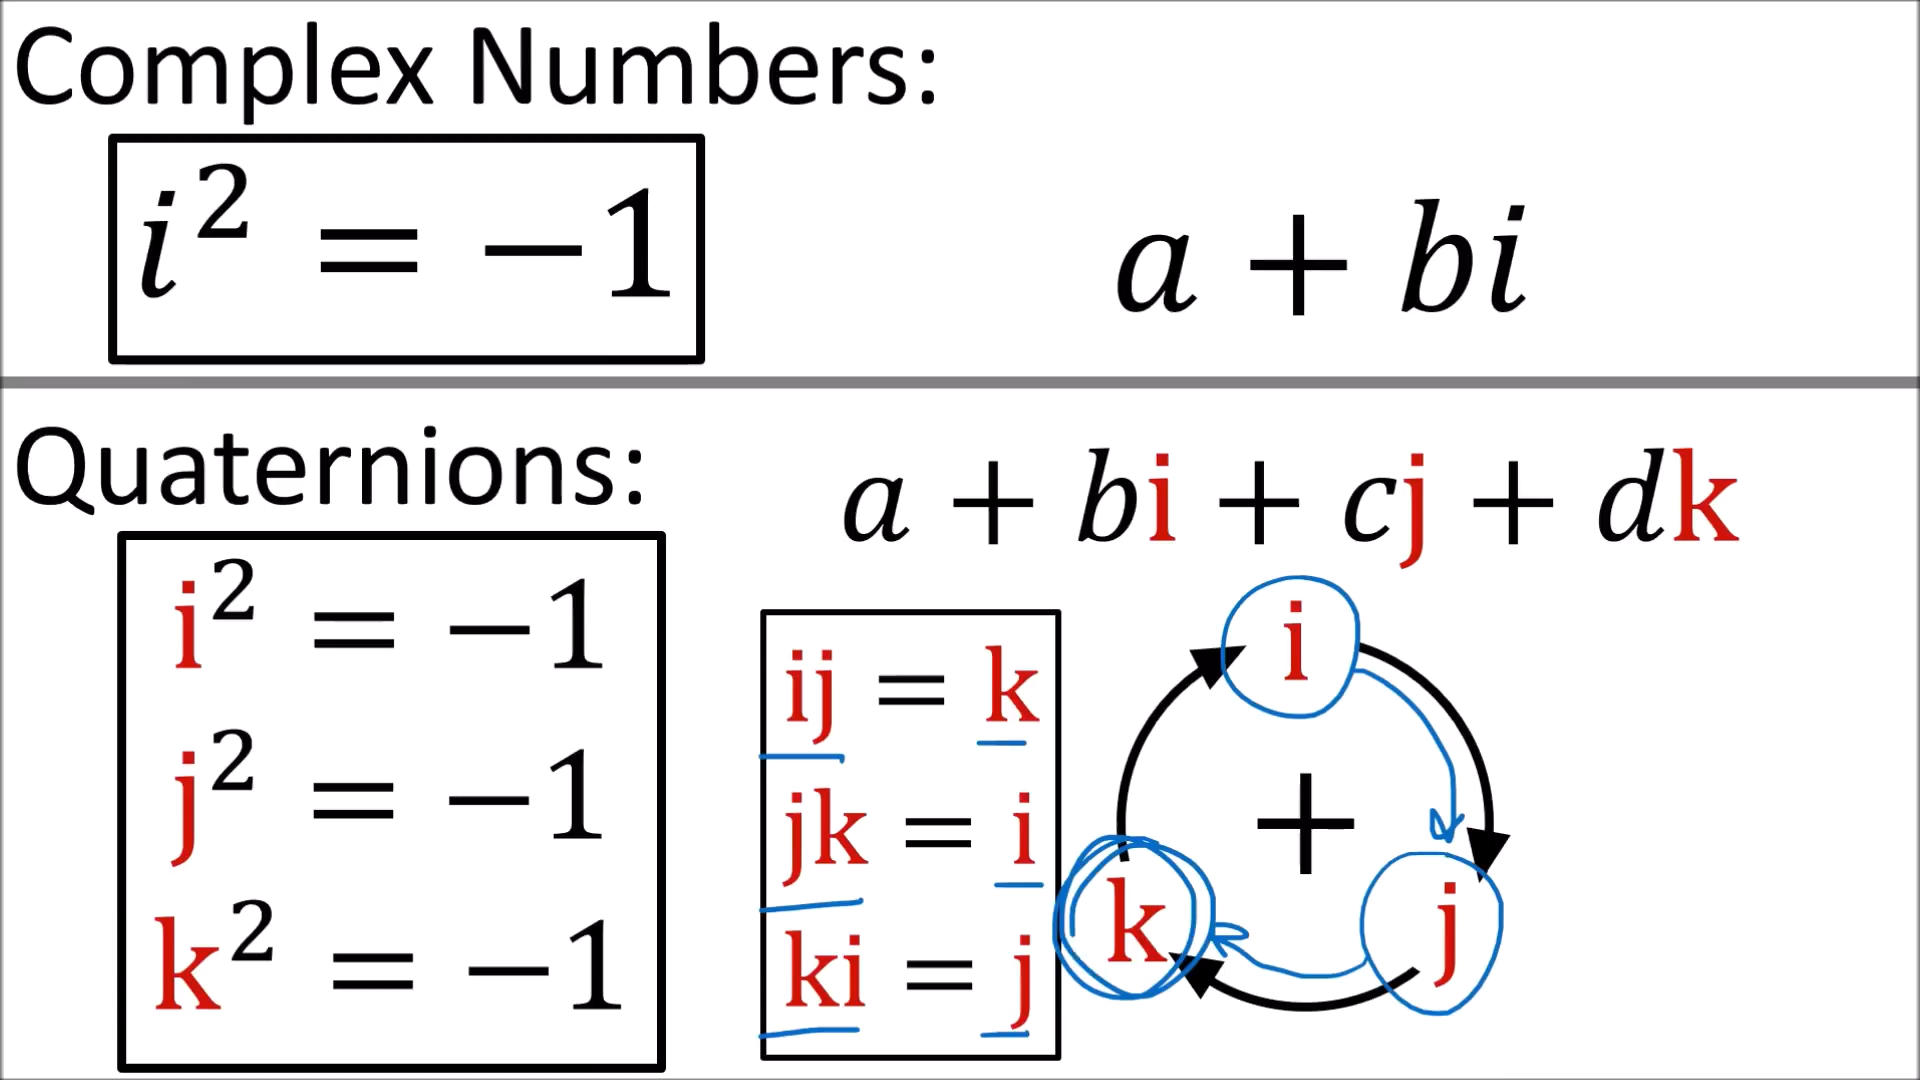 Complex Numbers:
i² = −1
a + bi
Quaternions:
a + bi + cj + dk
i² = −1
j² = −1
k² = −1
ij = k
jk = i
ki = j
i
+
k
j